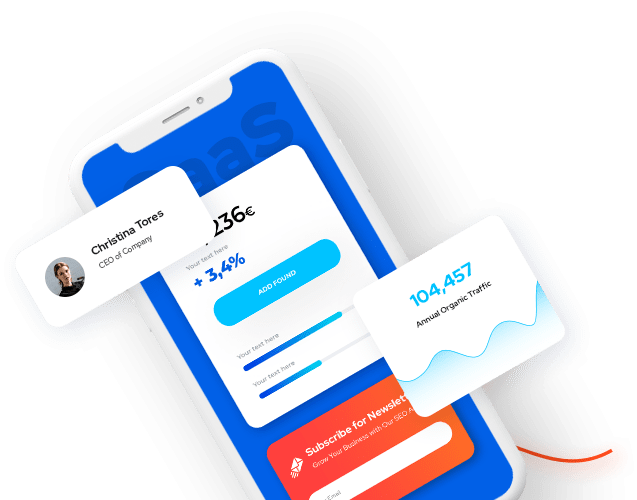 SaaS
Christina Tores
CEO of Company
236€
Your text here
+ 3,4%
ADD FOUND
Your text here
Your text here
104,457
Annual Organic Traffic
Subscribe for Newslet
Grow Your Business with Our SEO A
Email